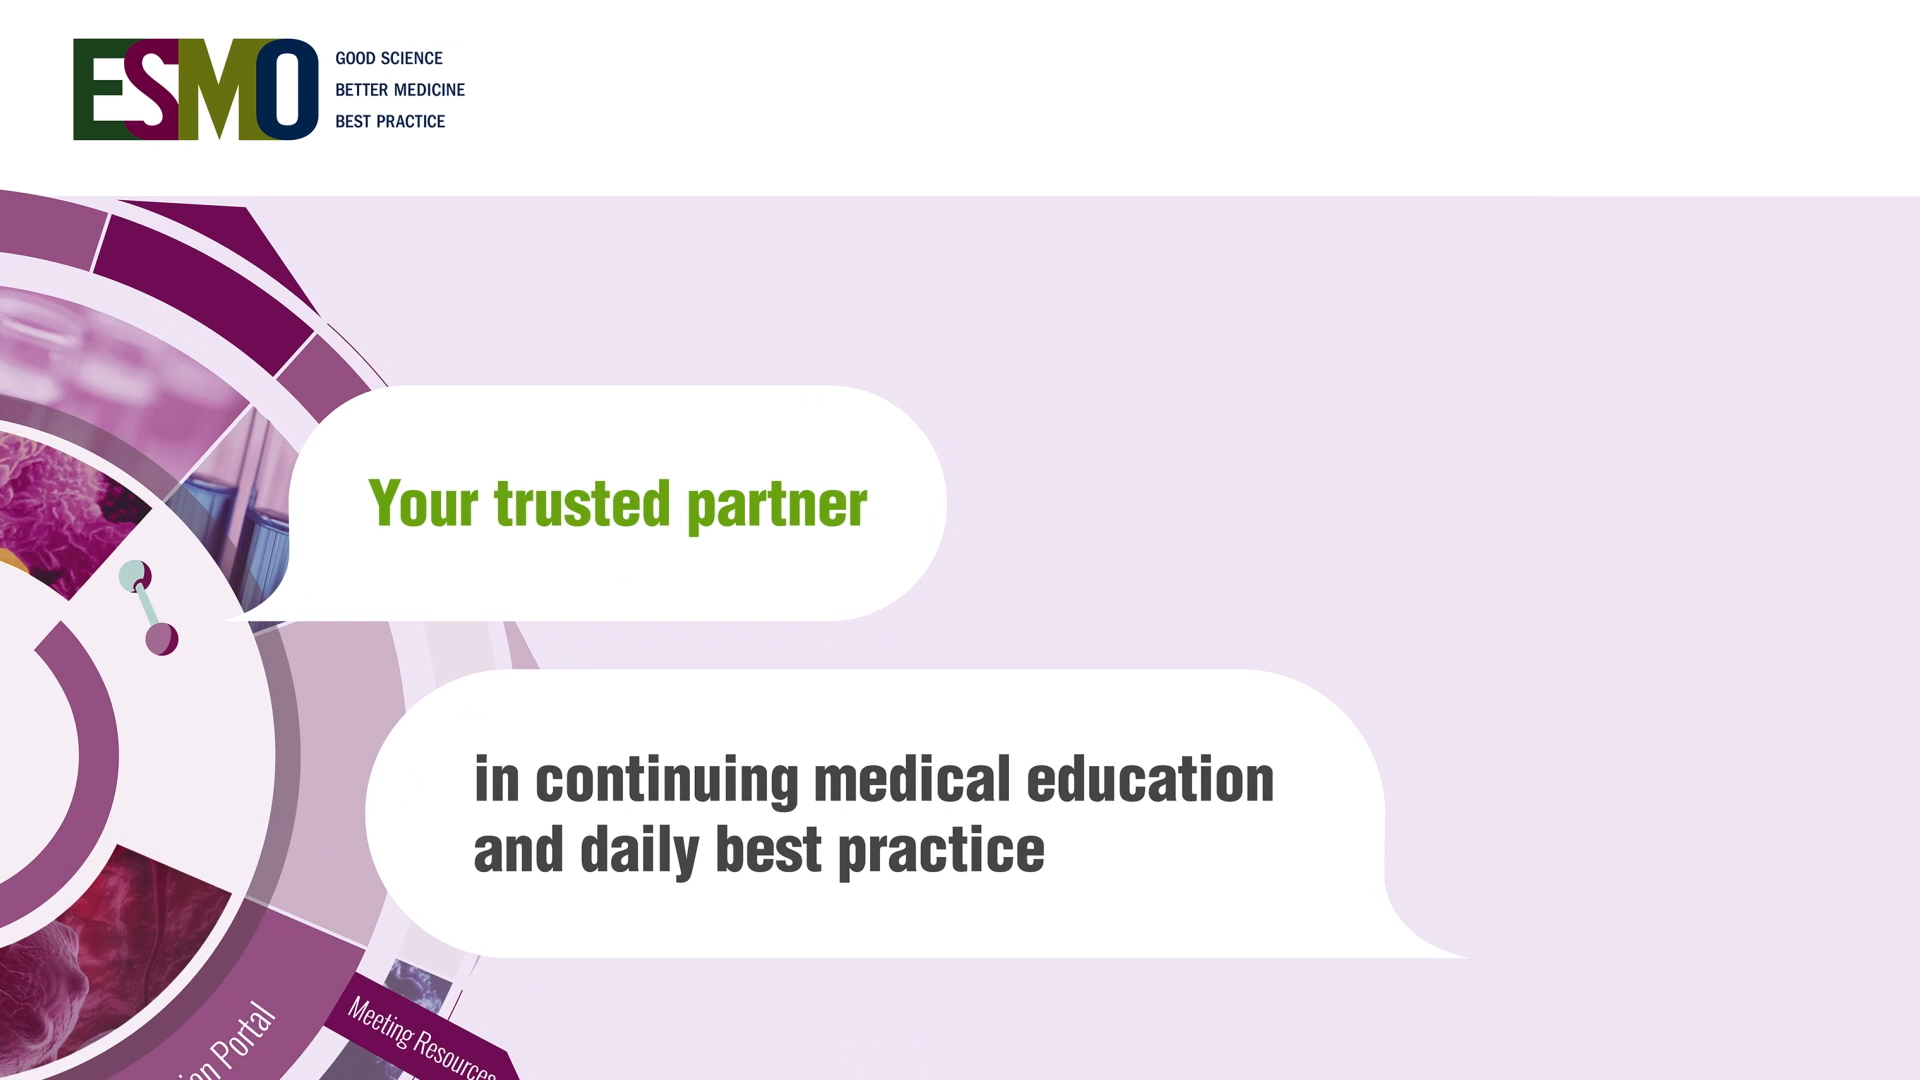 ESMO
GOOD SCIENCE
BETTER MEDICINE
BEST PRACTICE
Your trusted partner
in continuing medical education
and daily best practice
Portal
Meeting Resources